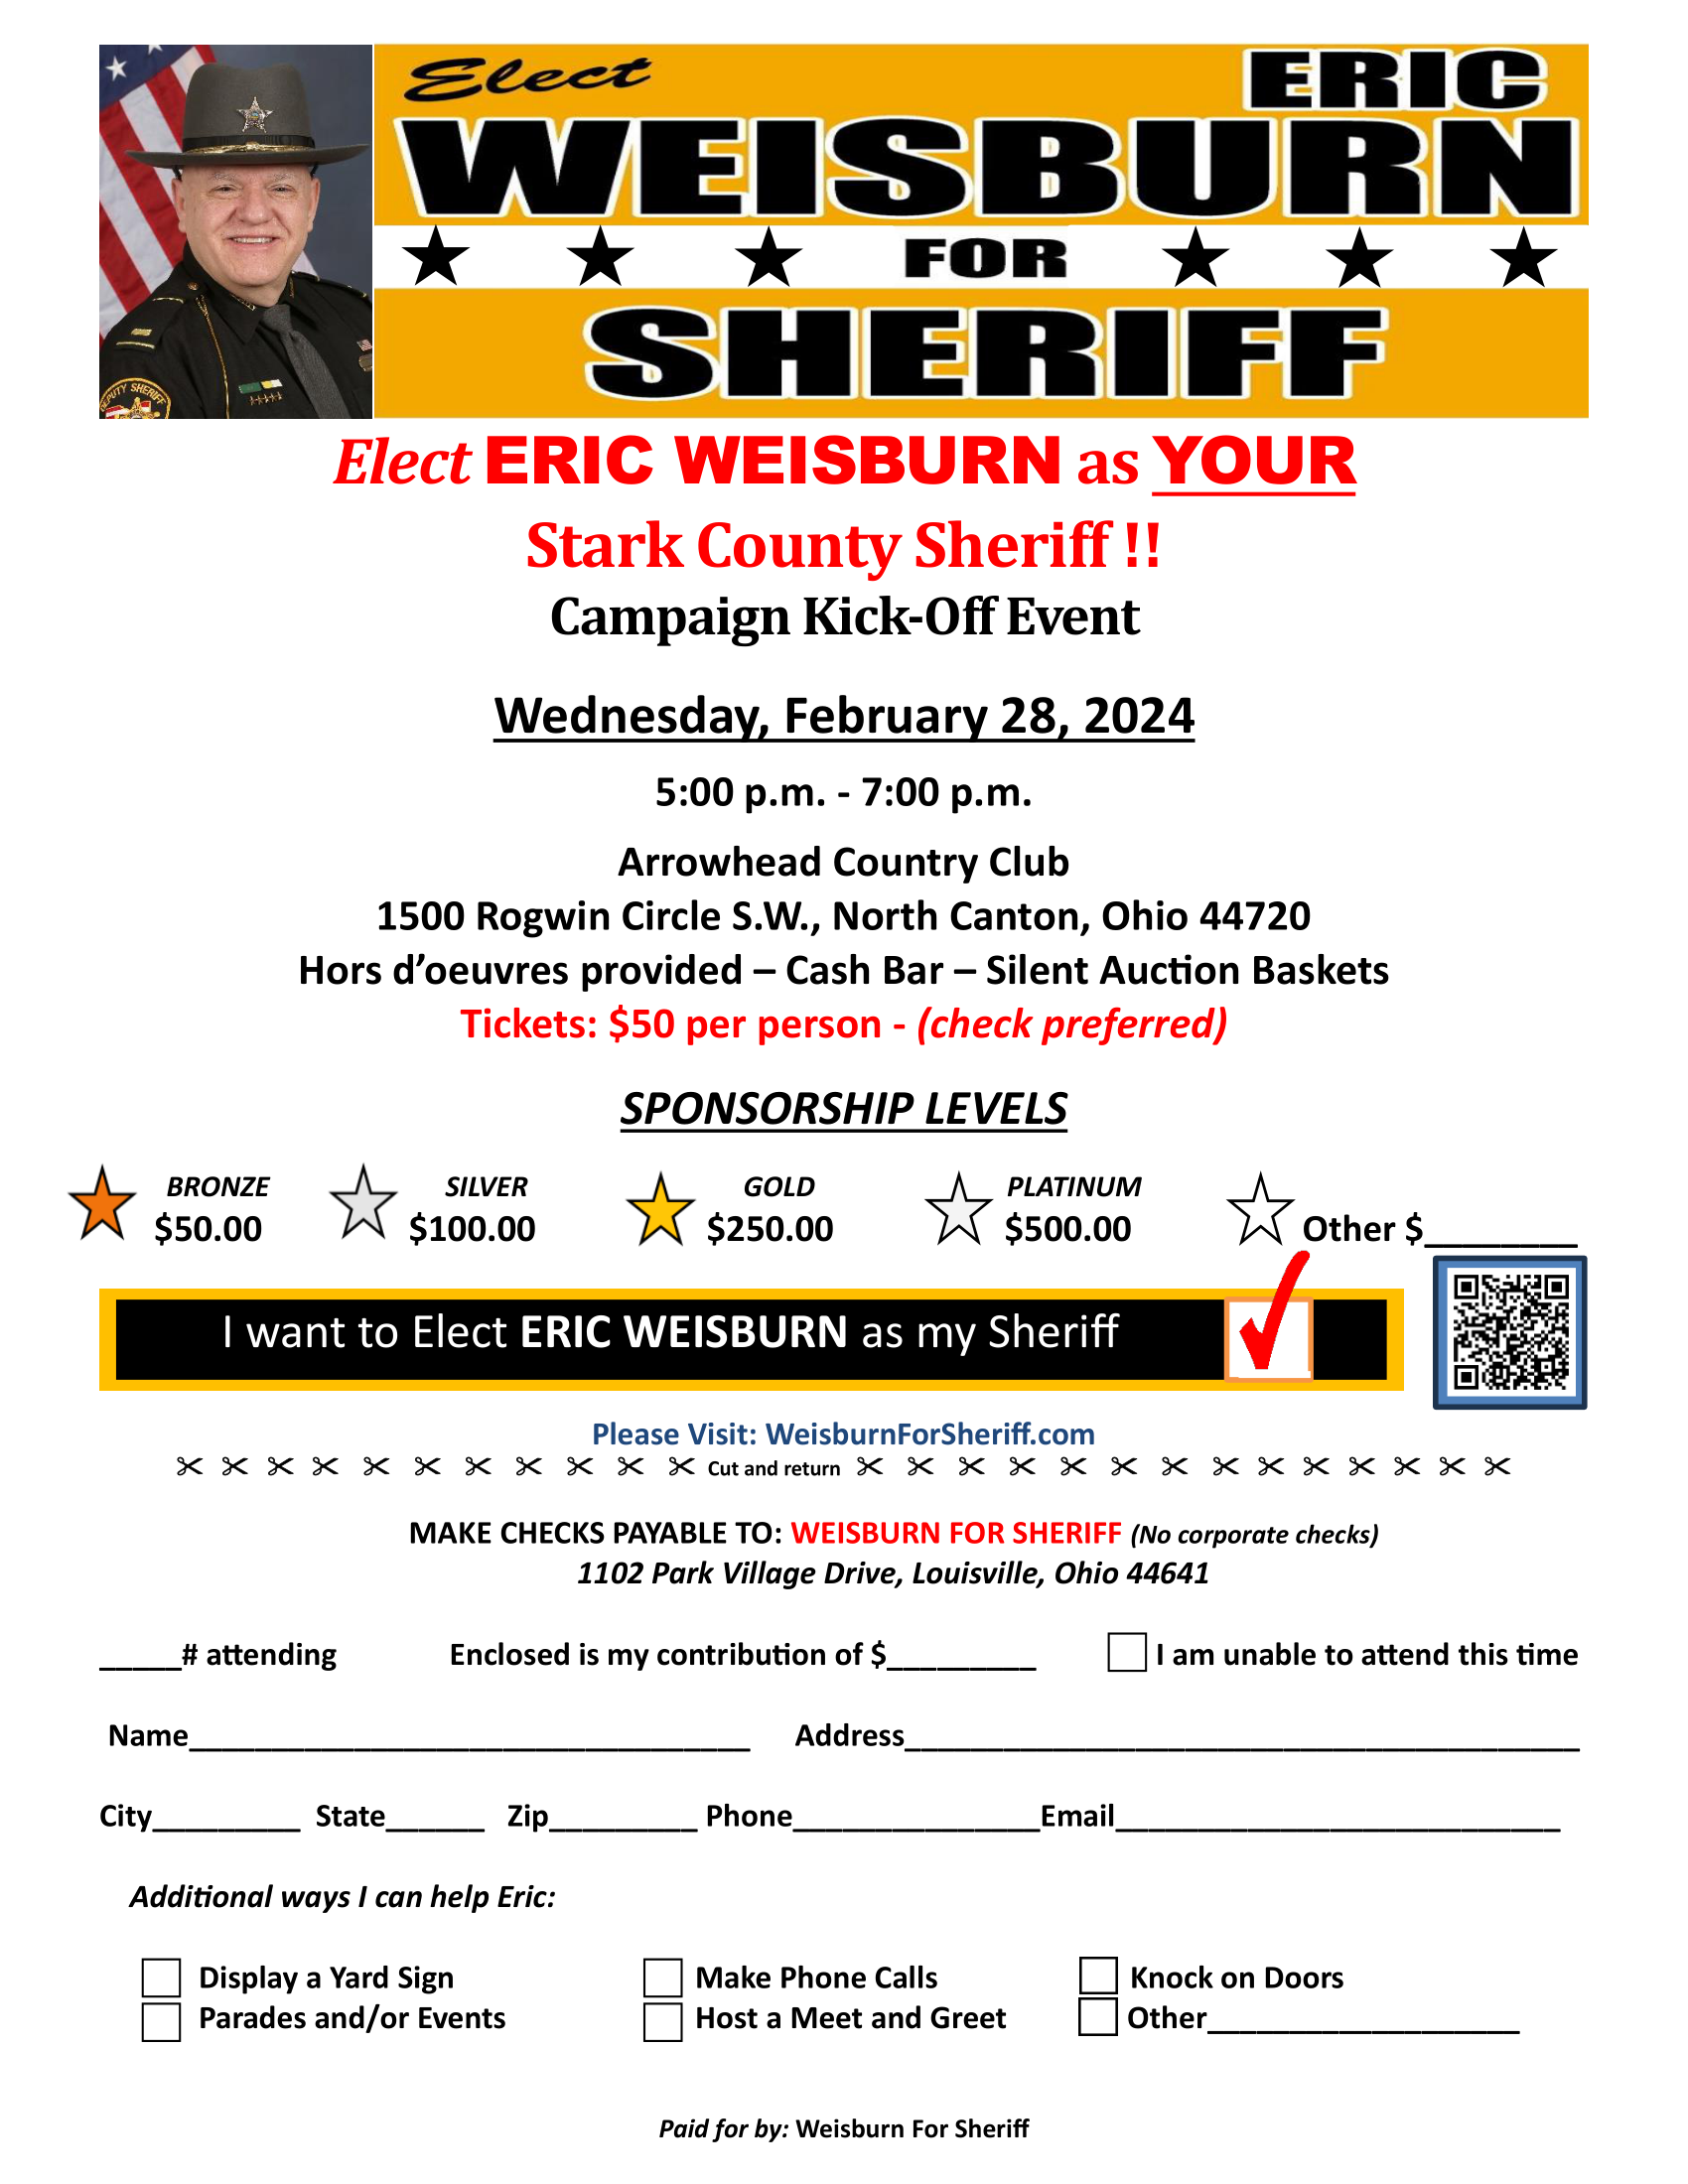 Elect ERIC
WEISBURN
FOR
SHERIFF
DEPUTY SHERIFF
Elect ERIC WEISBURN as YOUR
Stark County Sheriff !!
Campaign Kick-Off Event
Wednesday, February 28, 2024
5:00 p.m. - 7:00 p.m.
Arrowhead Country Club
1500 Rogwin Circle S.W., North Canton, Ohio 44720
Hors d’oeuvres provided – Cash Bar – Silent Auction Baskets
Tickets: $50 per person - (check preferred)
SPONSORSHIP LEVELS
BRONZE SILVER GOLD PLATINUM
$50.00 $100.00 $250.00 $500.00 Other $________
I want to Elect ERIC WEISBURN as my Sheriff
Please Visit: WeisburnForSheriff.com
Cut and return
MAKE CHECKS PAYABLE TO: WEISBURN FOR SHERIFF (No corporate checks)
1102 Park Village Drive, Louisville, Ohio 44641
_____# attending Enclosed is my contribution of $_________ I am unable to attend this time
Name__________________________________ Address_________________________________________
City_________ State______ Zip_________ Phone_______________Email___________________________
Additional ways I can help Eric:
Display a Yard Sign Make Phone Calls Knock on Doors
Parades and/or Events Host a Meet and Greet Other___________________
Paid for by: Weisburn For Sheriff